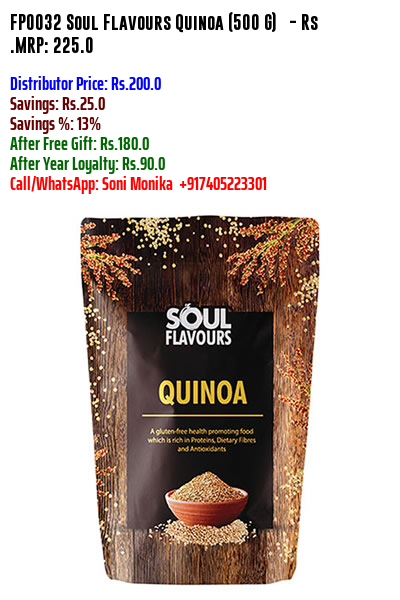 FP0032 Soul Flavours Quinoa (500 G) - Rs
.MRP: 225.0
Distributor Price: Rs.200.0
Savings: Rs.25.0
Savings %: 13%
After Free Gift: Rs.180.0
After Year Loyalty: Rs.90.0
Call/WhatsApp: Soni Monika +917405223301
SOUL
FLAVOURS
QUINOA
A gluten-free health promoting food
which is rich in Proteins, Dietary Fibres
and Antioxidants